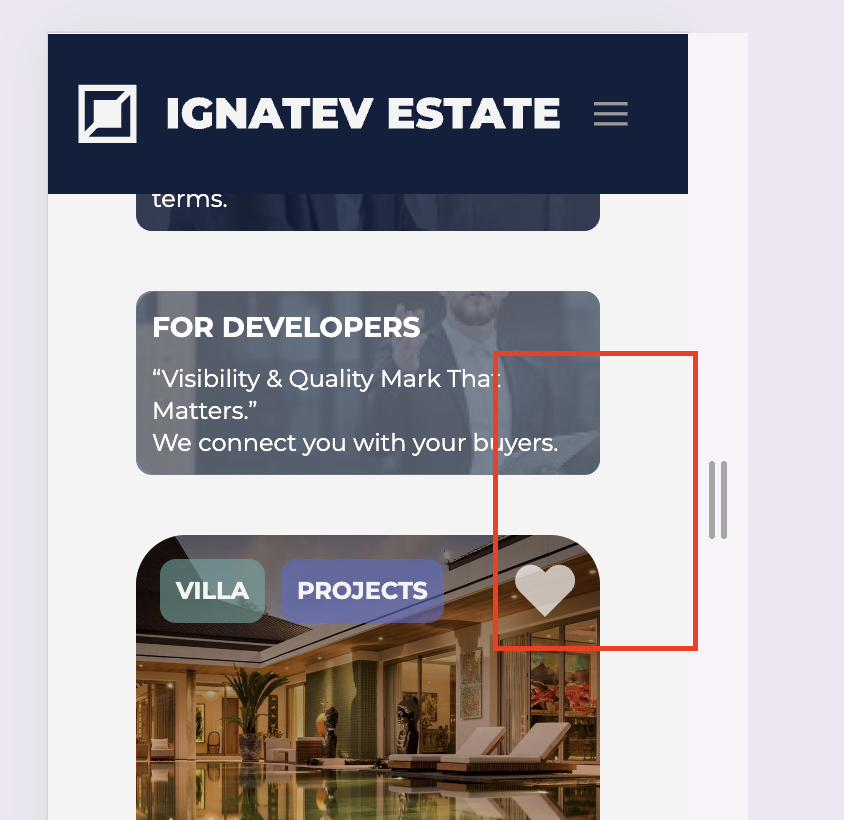 IGNATEV ESTATE
terms.
FOR DEVELOPERS
“Visibility & Quality Mark That
Matters.”
We connect you with your buyers.
VILLA
PROJECTS